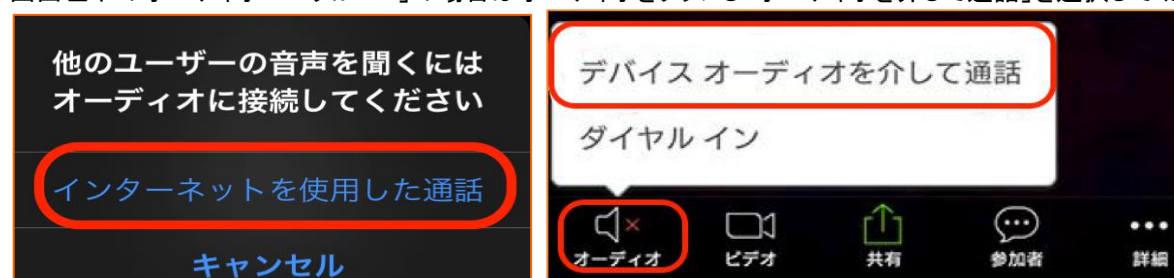 他のユーザーの音声を聞くには
オーディオに接続してください
インターネットを使用した通話
キャンセル
デバイス オーディオを介して通話
ダイヤル イン
オーディオ
ビデオ
共有
参加者
詳細